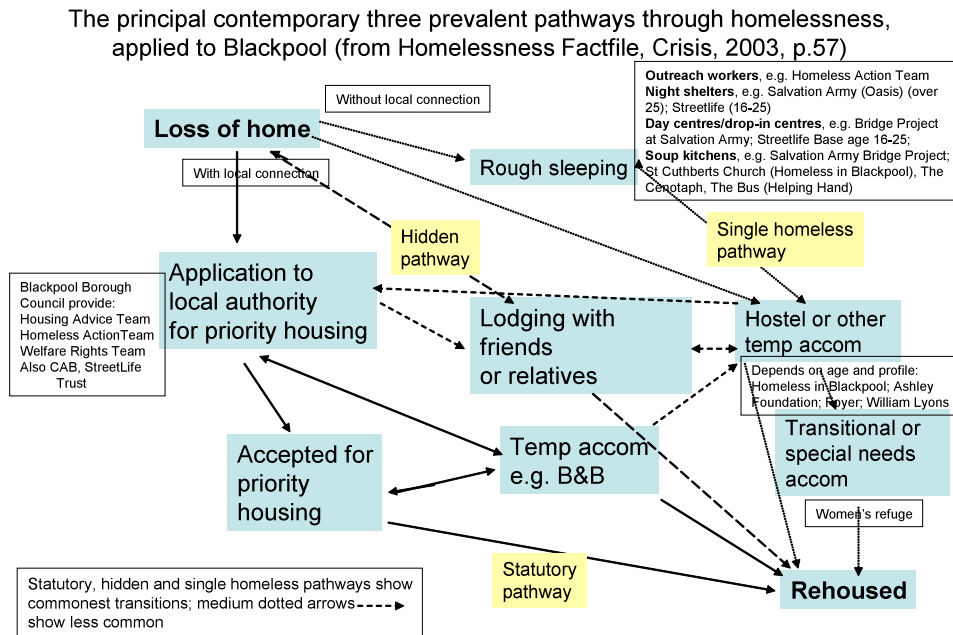 The principal contemporary three prevalent pathways through homelessness,
applied to Blackpool (from Homelessness Factfile, Crisis, 2003, p.57)
Outreach workers, e.g. Homeless Action Team
Night shelters, e.g. Salvation Army (Oasis) (over
25); Streetlife (16-25)
Day centres/drop-in centres, e.g. Bridge Project
at Salvation Army; Streetlife Base age 16-25;
Soup kitchens, e.g. Salvation Army Bridge Project;
St Cuthberts Church (Homeless in Blackpool), The
Cenotaph, The Bus (Helping Hand)
Without local connection
Loss of home
With local connection
Rough sleeping
Hidden
pathway
Single homeless
pathway
Blackpool Borough
Council provide:
Housing Advice Team
Homeless ActionTeam
Welfare Rights Team
Also CAB, StreetLife
Trust
Application to
local authority
for priority housing
Lodging with
friends
or relatives
Hostel or other
temp accom
Depends on age and profile:
Homeless in Blackpool; Ashley
Foundation; Foyer; William Lyons
Transitional or
special needs
accom
Accepted for
priority
housing
Temp accom
e.g. B&B
Women's refuge
Statutory
pathway
Rehoused
Statutory, hidden and single homeless pathways show
commonest transitions; medium dotted arrows
show less common